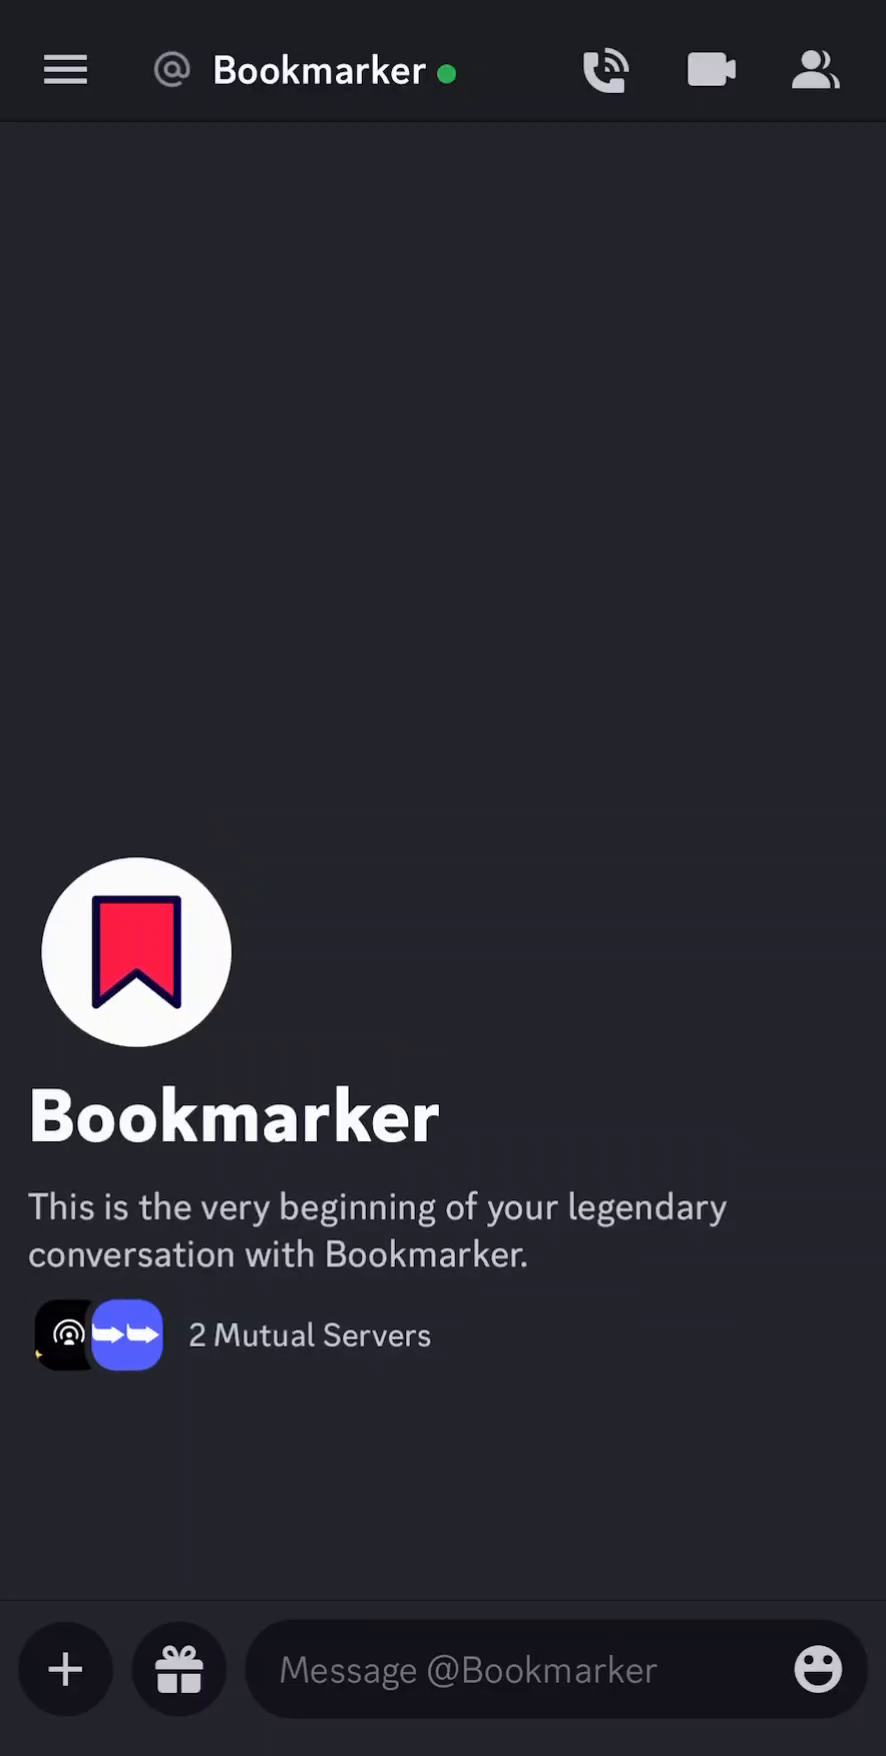 @ Bookmarker
Bookmarker
This is the very beginning of your legendary
conversation with Bookmarker.
2 Mutual Servers
Message @Bookmarker